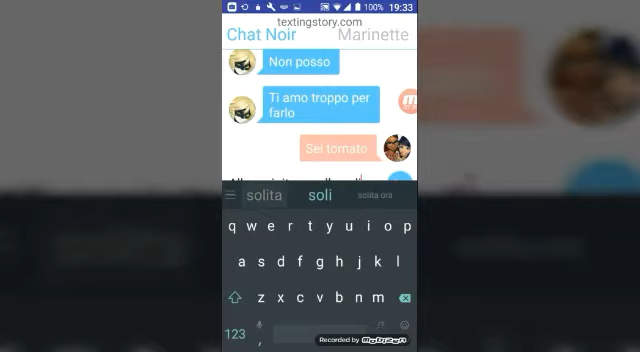 100% 19:33
textingstory.com
Chat Noir Marinette
Non posso
Ti amo troppo per
farlo
Sei tornato
solita soli solita ora
q w e r t y u i o p
a s d f g h j k l
z x c v b n m
123 ,
Recorded by MOBIZEN